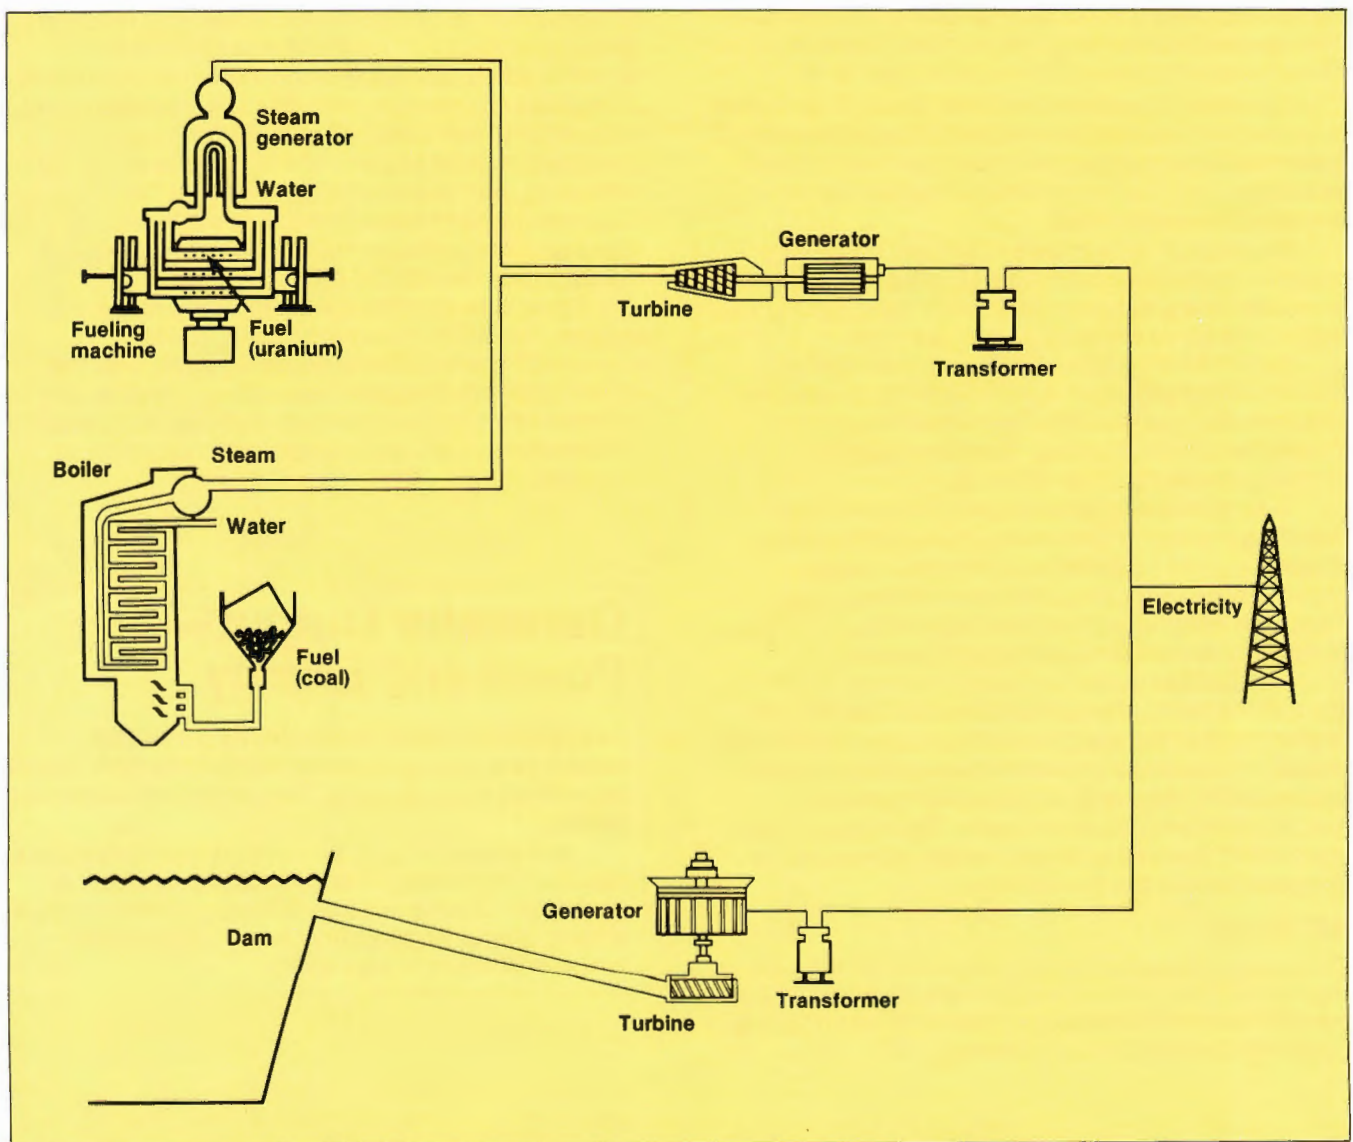 Steam
generator
Water
Fueling
machine
Fuel
(uranium)
Generator
Turbine
Transformer
Boiler
Steam
Water
Fuel
(coal)
Electricity
Dam
Generator
Turbine
Transformer